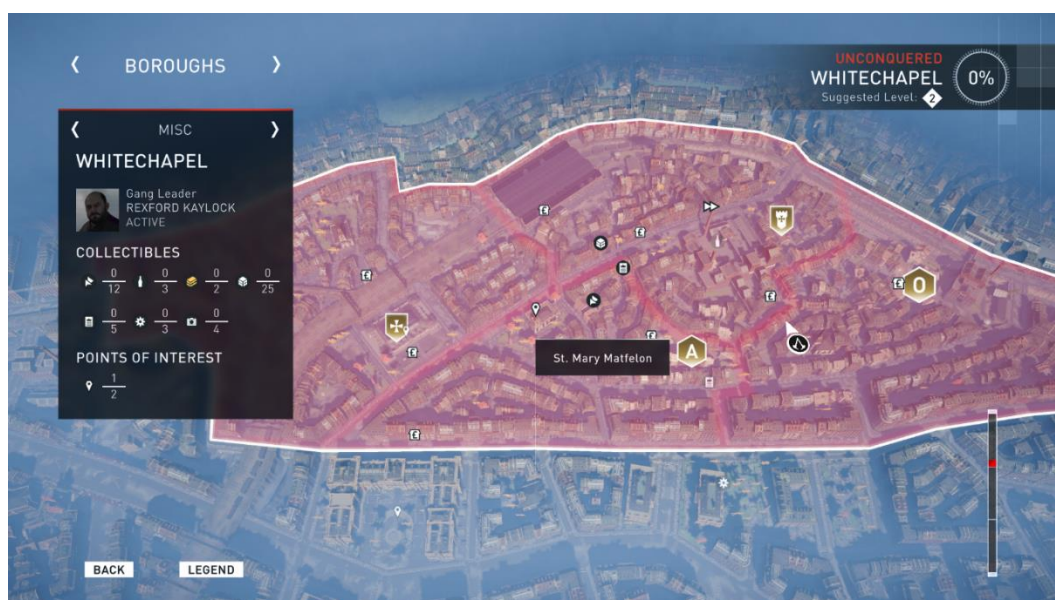 BOROUGHS
MISC
WHITECHAPEL
Gang Leader
REXFORD KAYLOCK
ACTIVE
COLLECTIBLES
0 0 0 0
12 3 2 25
0 0 0
5 3 4
POINTS OF INTEREST
1
2
UNCONQUERED
WHITECHAPEL
Suggested Level: 2
0%
£
£
£
£
£
£
£
£
O
A
St. Mary Matfelon
BACK LEGEND